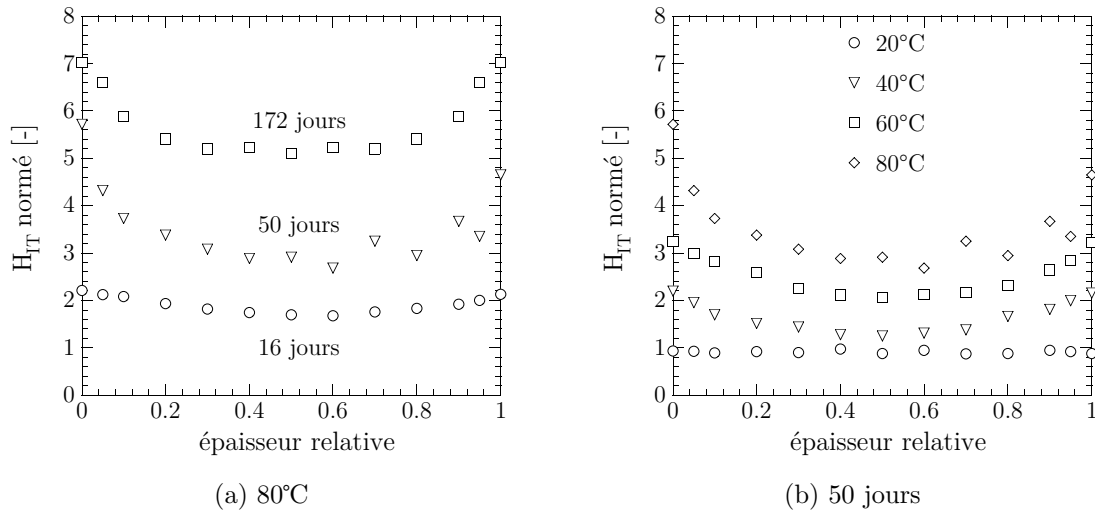 8
7
6
5
4
3
2
1
0
H_IT normé [-]
172 jours
50 jours
16 jours
0 0.2 0.4 0.6 0.8 1
épaisseur relative
(a) 80°C
8
7
6
5
4
3
2
1
0
H_IT normé [-]
20°C
40°C
60°C
80°C
0 0.2 0.4 0.6 0.8 1
épaisseur relative
(b) 50 jours